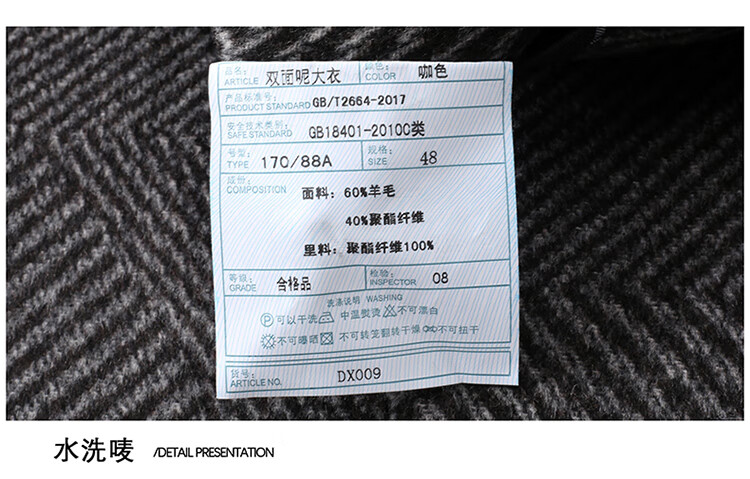 品名： 双面呢大衣 颜色： 咖色
ARTICLE COLOR
产品标准号：
PRODUCT STANDARD GB/T2664-2017
安全技术类别：
SAFE STANDARD GB18401-2010C类
号型： 规格：
TYPE 170/88A SIZE 48
成份：
COMPOSITION 面料：60%羊毛
40%聚酯纤维
里料：聚酯纤维100%
等级： 检验：
GRADE 合格品 INSPECTOR 08
洗涤说明 WASHING
P 可以干洗 中温熨烫 不可漂白
不可曝晒 不可转笼翻转干燥 不可扭干
货号：
ARTICLE NO. DX009
水洗唛 /DETAIL PRESENTATION